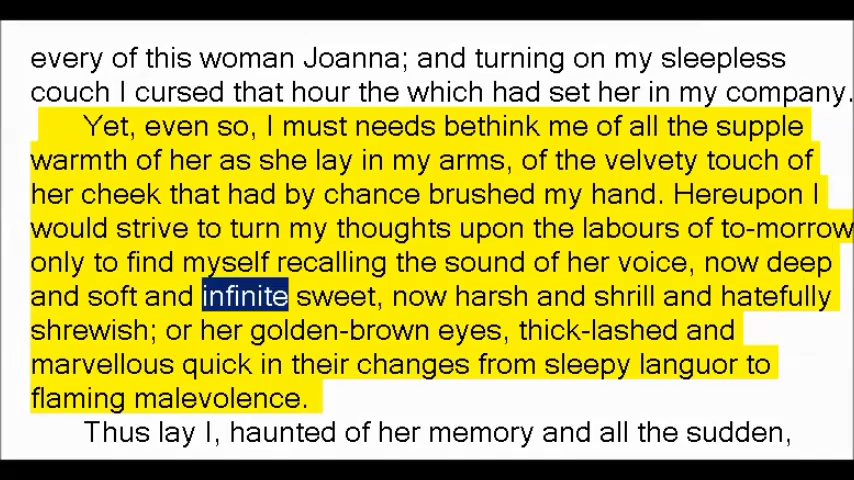 every of this woman Joanna; and turning on my sleepless
couch I cursed that hour the which had set her in my company.
Yet, even so, I must needs bethink me of all the supple
warmth of her as she lay in my arms, of the velvety touch of
her cheek that had by chance brushed my hand. Hereupon I
would strive to turn my thoughts upon the labours of to-morrow
only to find myself recalling the sound of her voice, now deep
and soft and infinite sweet, now harsh and shrill and hatefully
shrewish; or her golden-brown eyes, thick-lashed and
marvellous quick in their changes from sleepy languor to
flaming malevolence.
Thus lay I, haunted of her memory and all the sudden,